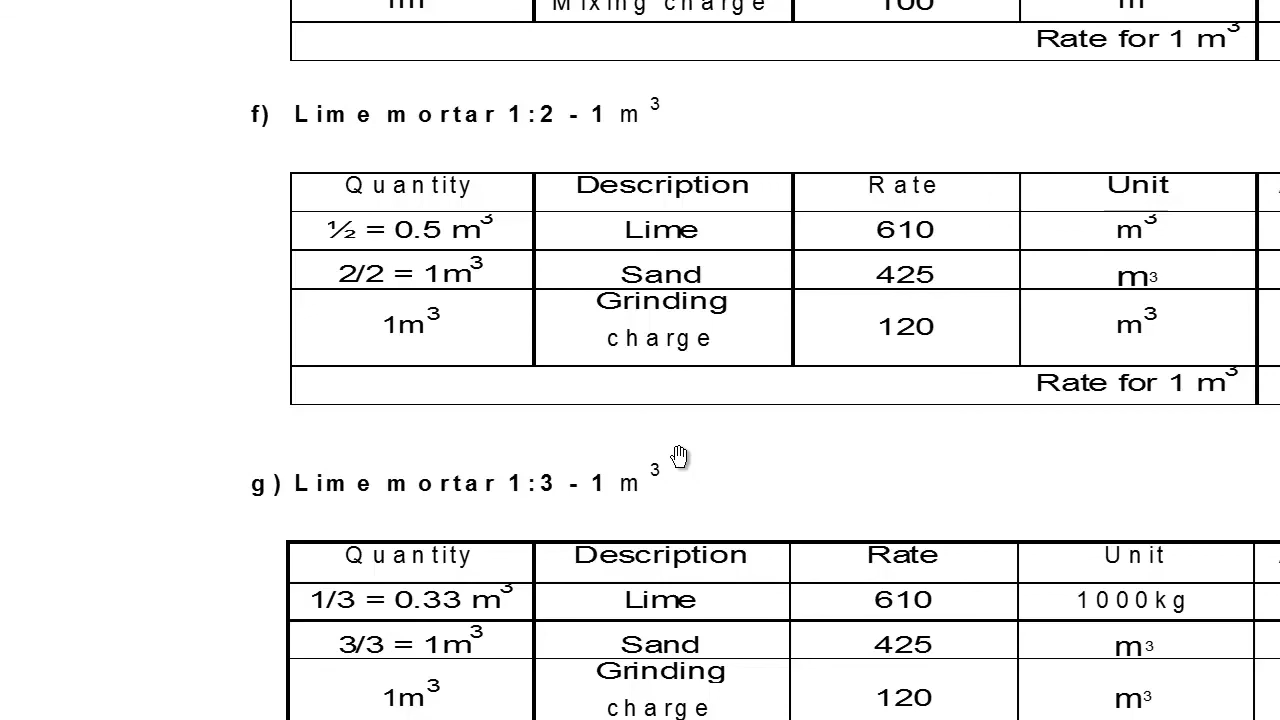 1m Mixing charge 100 m
Rate for 1 m³
f) Lime mortar 1:2 - 1 m³
Quantity Description Rate Unit
½ = 0.5 m³ Lime 610 m³
2/2 = 1m³ Sand 425 m³
1m³ Grinding charge 120 m³
Rate for 1 m³
g) Lime mortar 1:3 - 1 m³
Quantity Description Rate Unit
1/3 = 0.33 m³ Lime 610 1000kg
3/3 = 1m³ Sand 425 m³
1m³ Grinding charge 120 m³